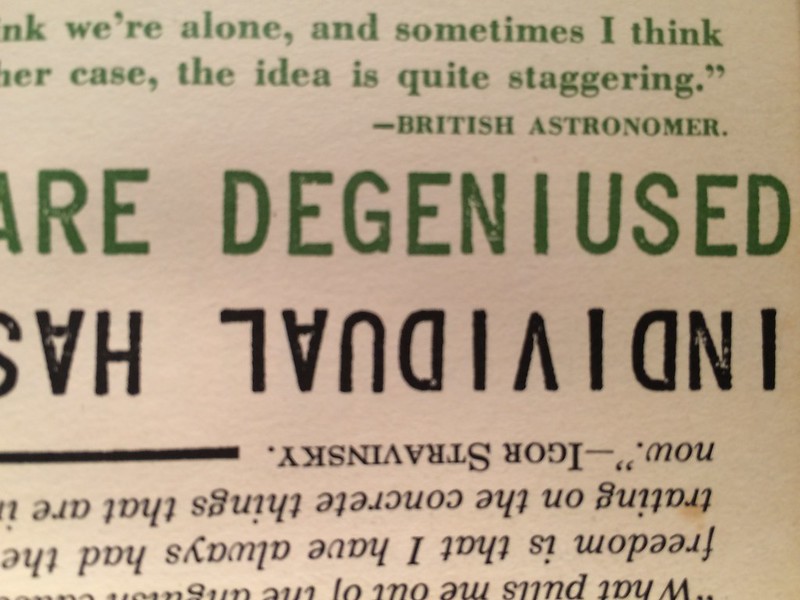 nk we’re alone, and sometimes I think
her case, the idea is quite staggering.”
—BRITISH ASTRONOMER.
ARE DEGENIUSED
“What pulls me out of the anguish
freedom is that I have always had the
trating on the concrete things that are i
now.”—IGOR STRAVINSKY.
INDIVIDUAL HAS